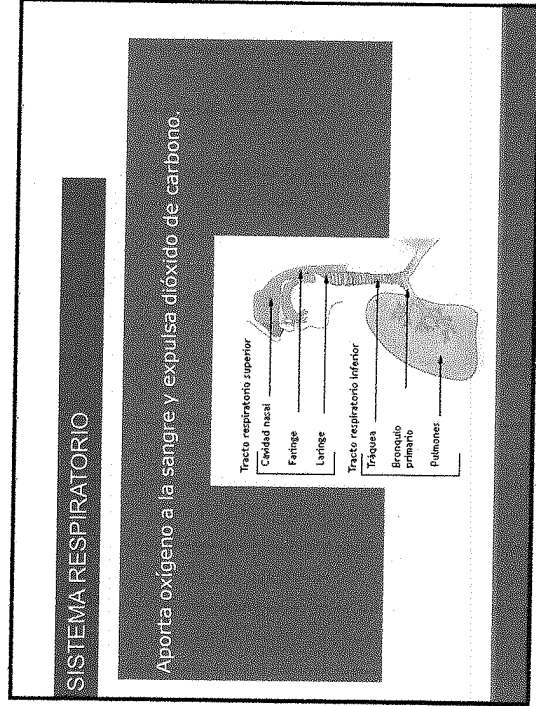 SISTEMA RESPIRATORIO
Aporta oxígeno a la sangre y expulsa dióxido de carbono.
Tracto respiratorio superior
Cavidad nasal
Faringe
Laringe
Tracto respiratorio inferior
Tráquea
Bronquio
primario
Pulmones